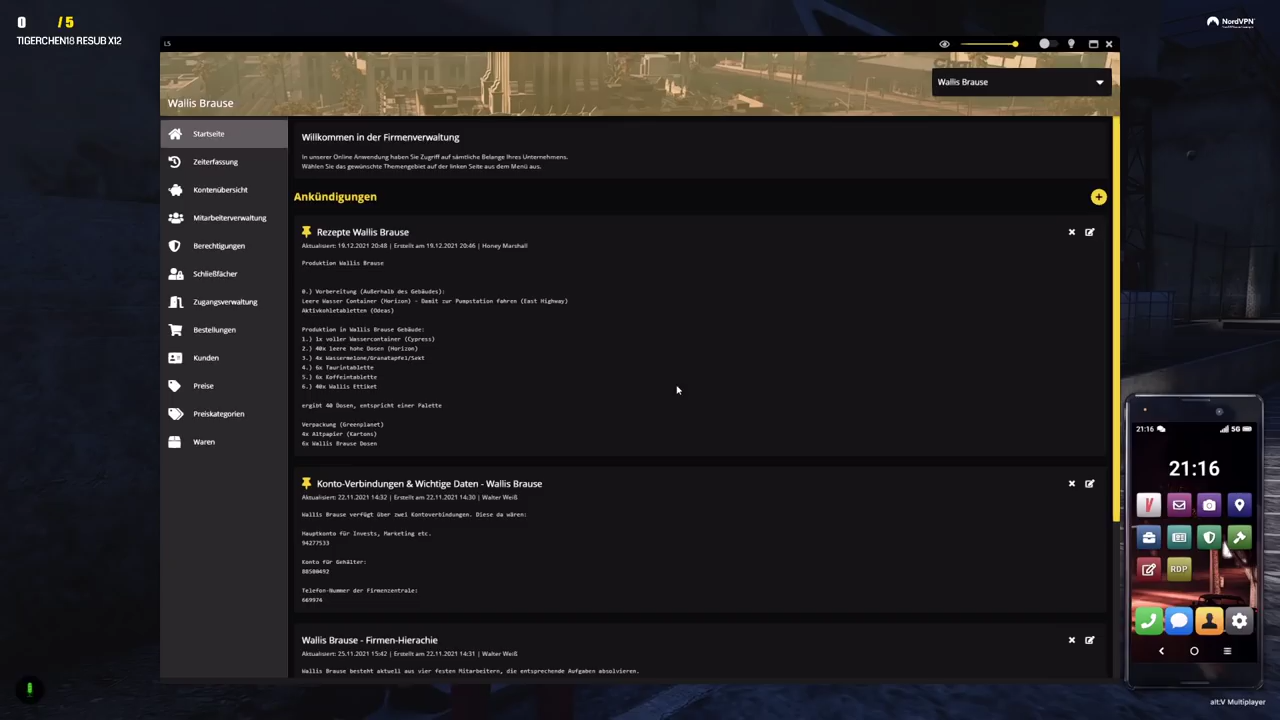 0 / 5
TIGERCHEN18 RESUB X12
NordVPN
LS
Wallis Brause
Wallis Brause
Startseite
Zeiterfassung
Kontenübersicht
Mitarbeiterverwaltung
Berechtigungen
Schließfächer
Zugangsverwaltung
Bestellungen
Kunden
Preise
Preiskategorien
Waren
Willkommen in der Firmenverwaltung
In unserer Online Anwendung haben Sie Zugriff auf sämtliche Belange Ihres Unternehmens.
Wählen Sie das gewünschte Themengebiet auf der linken Seite aus dem Menü aus.
Ankündigungen
Rezepte Wallis Brause
Aktualisiert: 19.12.2021 20:48 | Erstellt am 19.12.2021 20:46 | Honey Marshall
Produktion Wallis Brause
0.) Vorbereitung (Außerhalb des Gebäudes):
Leere Wasser Container (Horizon) - Damit zur Pumpstation fahren (East Highway)
Aktivkohletabletten (Odeas)
Produktion in Wallis Brause Gebäude:
1.) 1x voller Wassercontainer (Cypress)
2.) 40x leere hohe Dosen (Horizon)
3.) 4x Wassermelone/Granatapfel/Sekt
4.) 6x Taurintablette
5.) 6x Koffeintablette
6.) 40x Wallis Ettiket
ergibt 40 Dosen, entspricht einer Palette
Verpackung (Greenplanet)
4x Altpapier (Kartons)
6x Wallis Brause Dosen
Konto-Verbindungen & Wichtige Daten - Wallis Brause
Aktualisiert: 22.11.2021 14:32 | Erstellt am 22.11.2021 14:30 | Walter Weiß
Wallis Brause verfügt über zwei Kontoverbindungen. Diese da wären:
Hauptkonto für Invests, Marketing etc.
94277533
Konto für Gehälter:
88500492
Telefon-Nummer der Firmenzentrale:
669974
Wallis Brause - Firmen-Hierachie
Aktualisiert: 25.11.2021 15:42 | Erstellt am 22.11.2021 14:31 | Walter Weiß
Wallis Brause besteht aktuell aus vier festen Mitarbeitern, die entsprechende Aufgaben absolvieren.
21:16
5G
21:16
RDP
alt:V Multiplayer